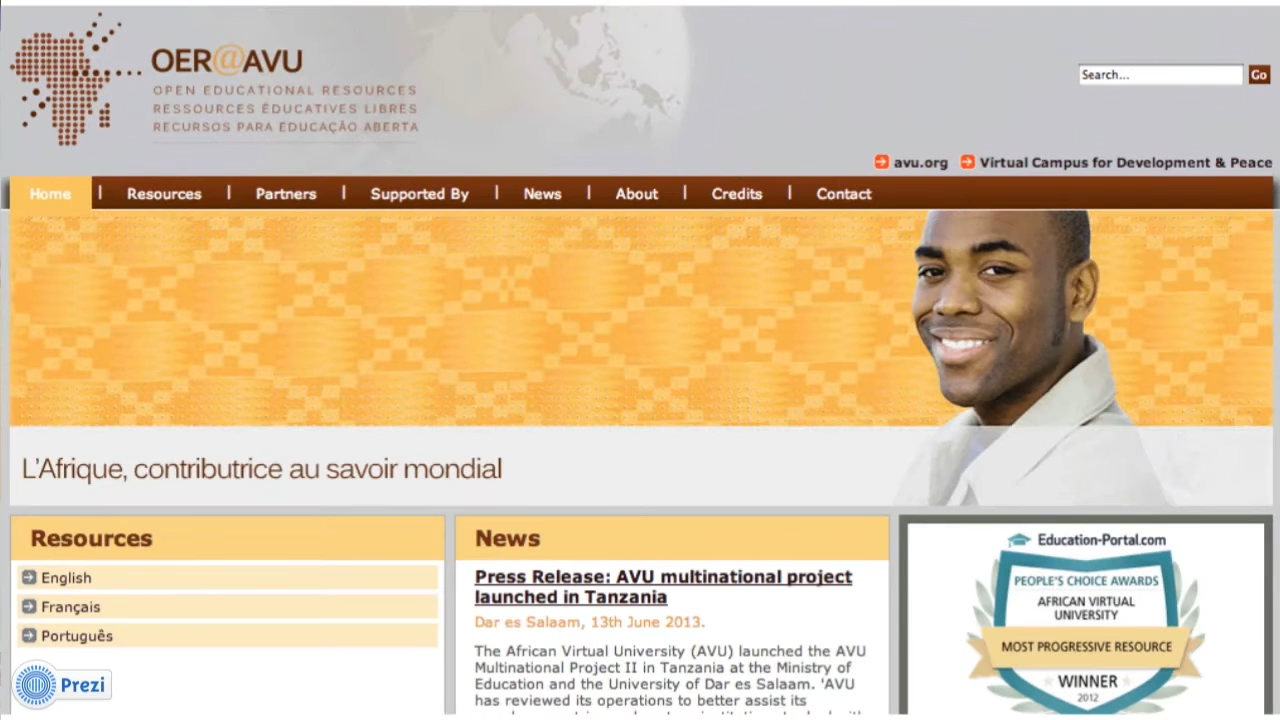 OER@AVU
OPEN EDUCATIONAL RESOURCES
RESSOURCES ÉDUCATIVES LIBRES
RECURSOS PARA EDUCAÇÃO ABERTA
Search...
Go
avu.org
Virtual Campus for Development & Peace
Home | Resources | Partners | Supported By | News | About | Credits | Contact
L'Afrique, contributrice au savoir mondial
Resources
English
Français
Português
Prezi
News
Press Release: AVU multinational project
launched in Tanzania
Dar es Salaam, 13th June 2013.
The African Virtual University (AVU) launched the AVU
Multinational Project II in Tanzania at the Ministry of
Education and the University of Dar es Salaam. 'AVU
has reviewed its operations to better assist its
Education-Portal.com
PEOPLE'S CHOICE AWARDS
AFRICAN VIRTUAL
UNIVERSITY
MOST PROGRESSIVE RESOURCE
WINNER
2012